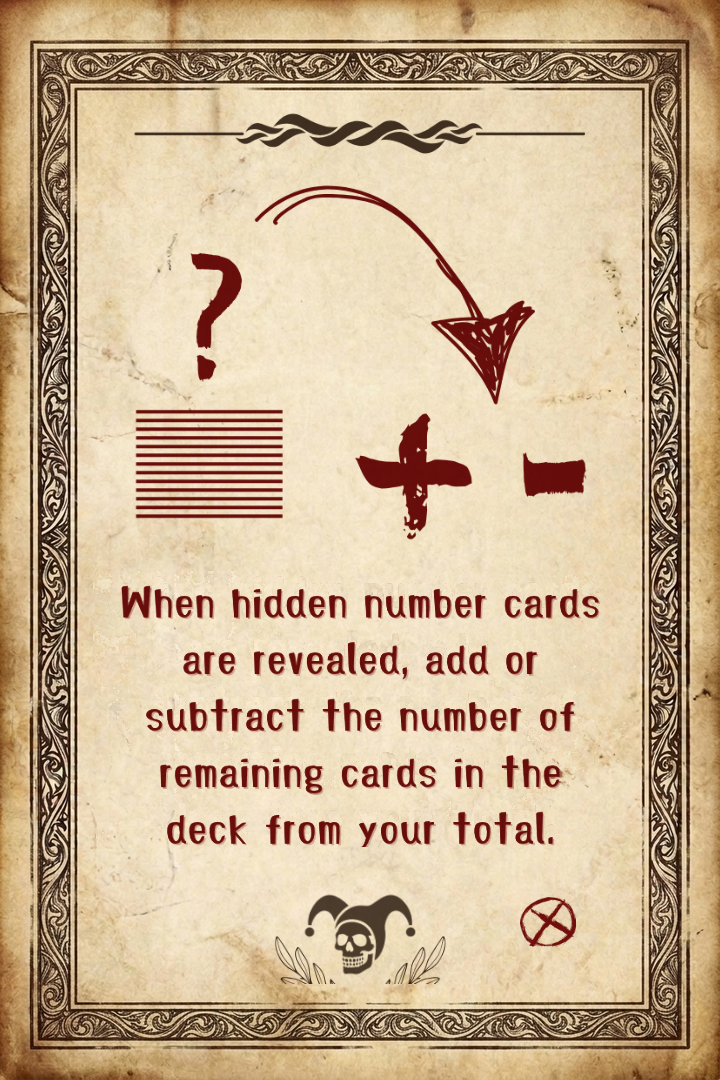 ?
+ -
When hidden number cards
are revealed, add or
subtract the number of
remaining cards in the
deck from your total.